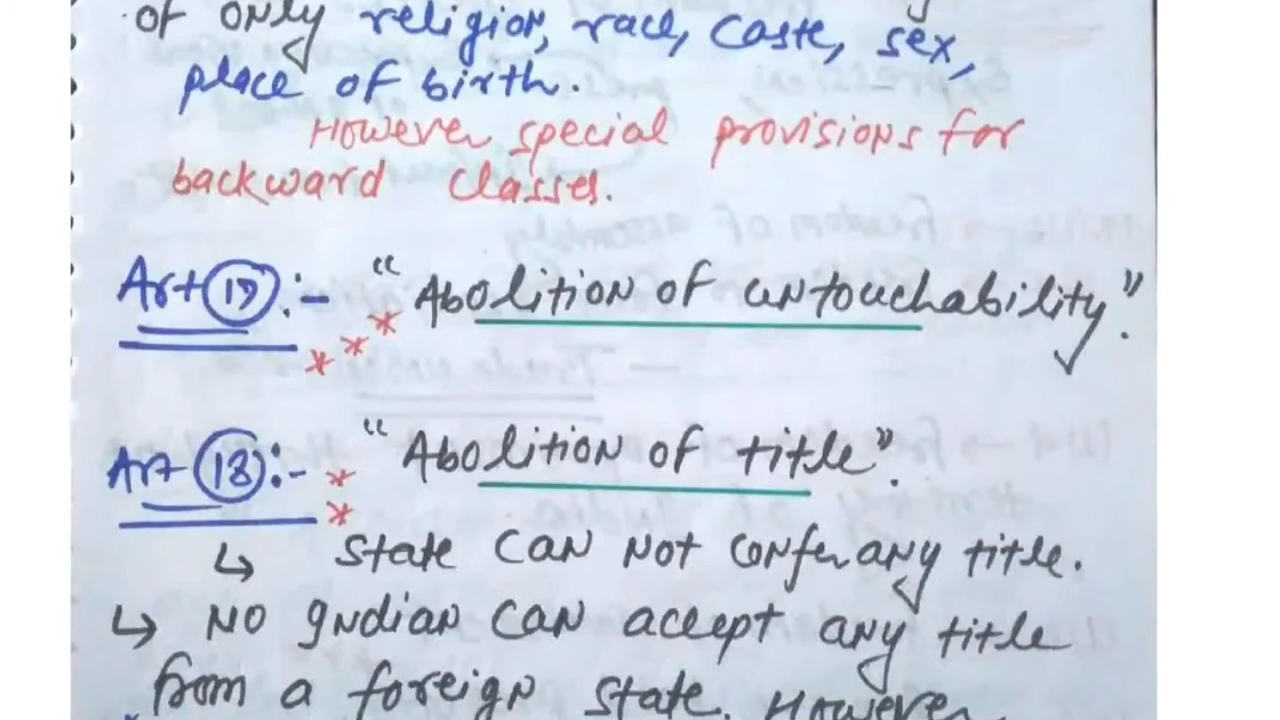 of only religion, race, caste, sex,
place of birth.
However special provisions for
backward classes.
Art 17 :- "Abolition of untouchability".
Art 18 :- "Abolition of title".
↳ State can not confer any title.
↳ No Indian can accept any title
from a foreign state. However